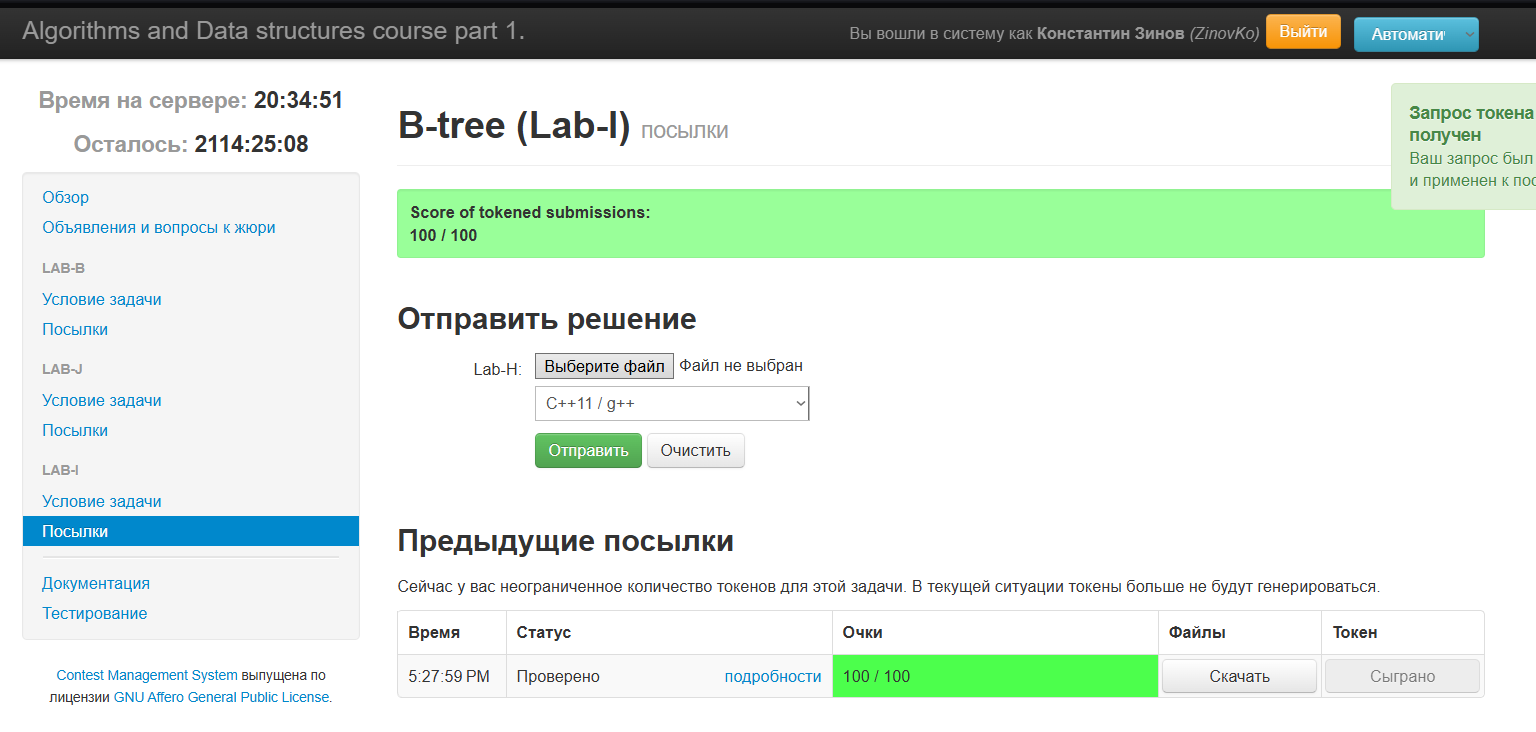 Algorithms and Data structures course part 1.
Вы вошли в систему как Константин Зинов (ZinovKo)
Выйти
Автомати
Время на сервере: 20:34:51
Осталось: 2114:25:08
Обзор
Объявления и вопросы к жюри
LAB-B
Условие задачи
Посылки
LAB-J
Условие задачи
Посылки
LAB-I
Условие задачи
Посылки
Документация
Тестирование
Contest Management System выпущена по
лицензии GNU Affero General Public License.
B-tree (Lab-I) посылки
Запрос токена
получен
Ваш запрос был
и применен к пос
Score of tokened submissions:
100 / 100
Отправить решение
Lab-H:
Выберите файл
Файл не выбран
C++11 / g++
Отправить
Очистить
Предыдущие посылки
Сейчас у вас неограниченное количество токенов для этой задачи. В текущей ситуации токены больше не будут генерироваться.
Время Статус Очки Файлы Токен
5:27:59 PM Проверено подробности 100 / 100 Скачать Сыграно